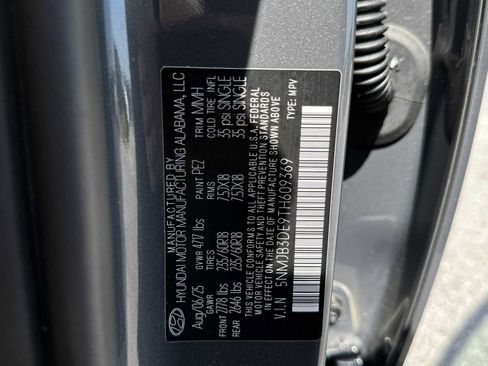 MANUFACTURED BY
HYUNDAI MOTOR MANUFACTURING ALABAMA, LLC
Aug/06/25 GVWR 4717 lbs PAINT PE2 TRIM MMH
GAWR TIRES RIMS COLD TIRE INFL
FRONT 2778 lbs 235/60R18 7.5JX18 35 psi SINGLE
REAR 2646 lbs 235/60R18 7.5JX18 35 psi SINGLE
THIS VEHICLE CONFORMS TO ALL APPLICABLE U.S.A. FEDERAL
MOTOR VEHICLE SAFETY, BUMPER, AND THEFT PREVENTION STANDARDS
IN EFFECT ON THE DATE OF MANUFACTURE SHOWN ABOVE.
V.I.N 5NMJB3DE9TH609369 TYPE: MPV